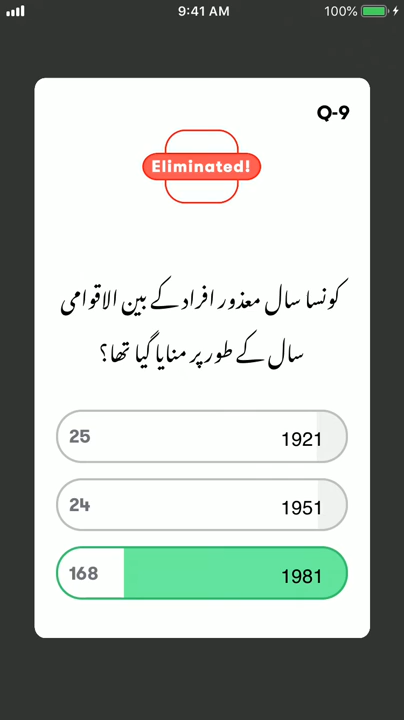 9:41 AM
100%
Q-9
Eliminated!
کونسا سال معذور افراد کے بین الاقوامی
سال کے طور پر منایا گیا تھا؟
25 1921
24 1951
168 1981